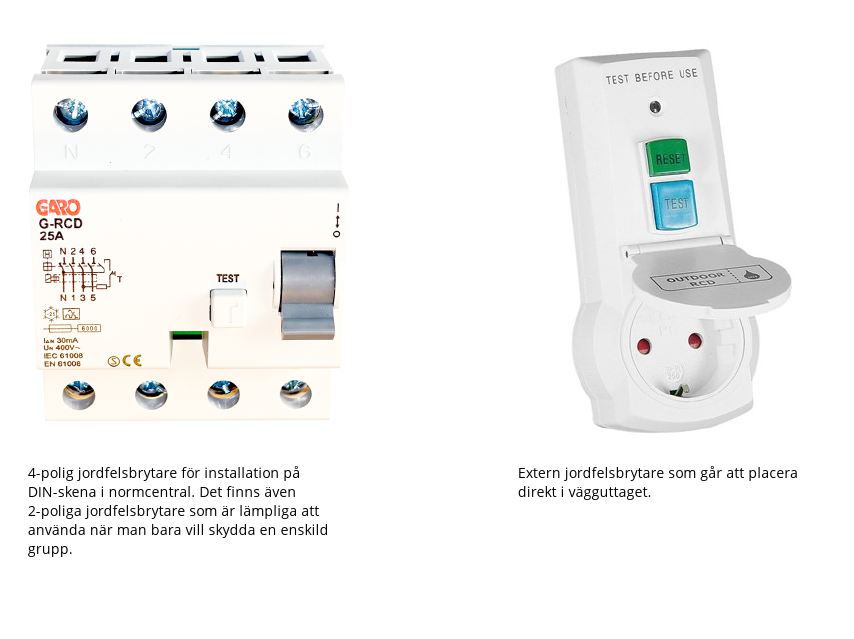 N 2 4 6
GARO
G-RCD
25A
N 2 4 6
T
N 1 3 5
TEST
-25
6000
I∆N 30mA
UN 400V~
IEC 61008
EN 61008
S CE
TEST BEFORE USE
RESET
TEST
OUTDOOR
RCD
4-polig jordfelsbrytare för installation på
DIN-skena i normcentral. Det finns även
2-poliga jordfelsbrytare som är lämpliga att
använda när man bara vill skydda en enskild
grupp.
Extern jordfelsbrytare som går att placera
direkt i vägguttaget.